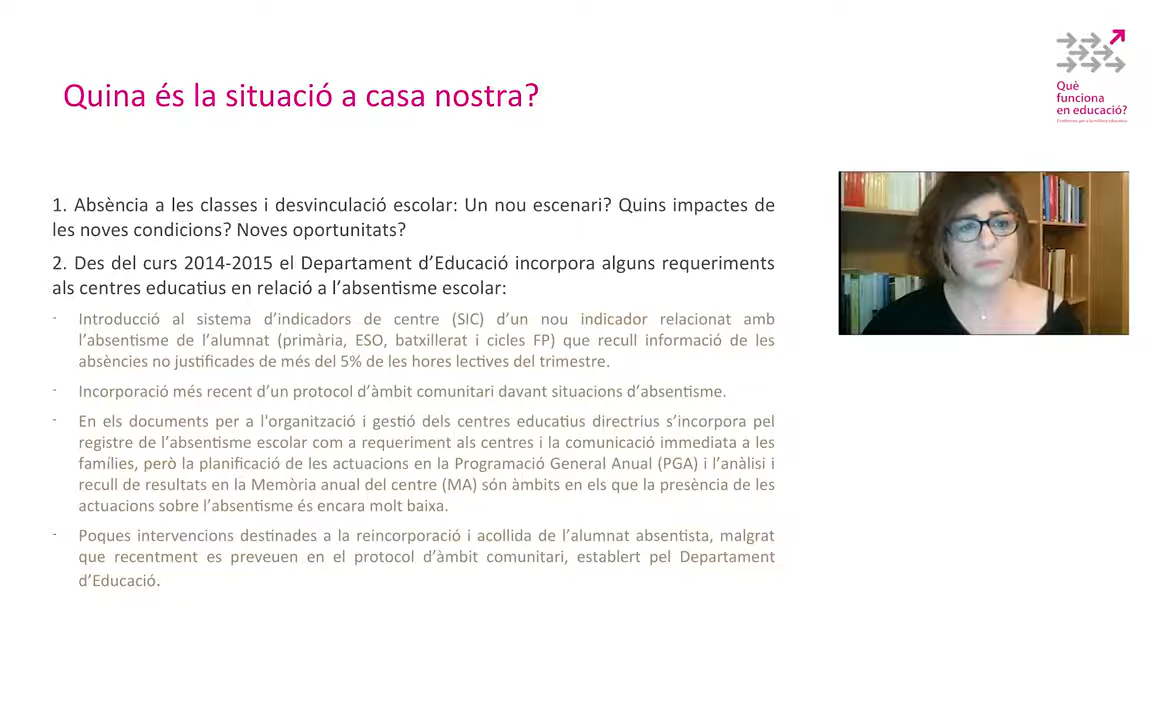 Quina és la situació a casa nostra?
Què
funciona
en educació?
Evidències per a la millora educativa
1. Absència a les classes i desvinculació escolar: Un nou escenari? Quins impactes de
les noves condicions? Noves oportunitats?
2. Des del curs 2014-2015 el Departament d’Educació incorpora alguns requeriments
als centres educatius en relació a l’absentisme escolar:
- Introducció al sistema d’indicadors de centre (SIC) d’un nou indicador relacionat amb
l’absentisme de l’alumnat (primària, ESO, batxillerat i cicles FP) que recull informació de les
absències no justificades de més del 5% de les hores lectives del trimestre.
- Incorporació més recent d’un protocol d’àmbit comunitari davant situacions d’absentisme.
- En els documents per a l'organització i gestió dels centres educatius directrius s’incorpora pel
registre de l’absentisme escolar com a requeriment als centres i la comunicació immediata a les
famílies, però la planificació de les actuacions en la Programació General Anual (PGA) i l’anàlisi i
recull de resultats en la Memòria anual del centre (MA) són àmbits en els que la presència de les
actuacions sobre l’absentisme és encara molt baixa.
- Poques intervencions destinades a la reincorporació i acollida de l’alumnat absentista, malgrat
que recentment es preveuen en el protocol d’àmbit comunitari, establert pel Departament
d’Educació.